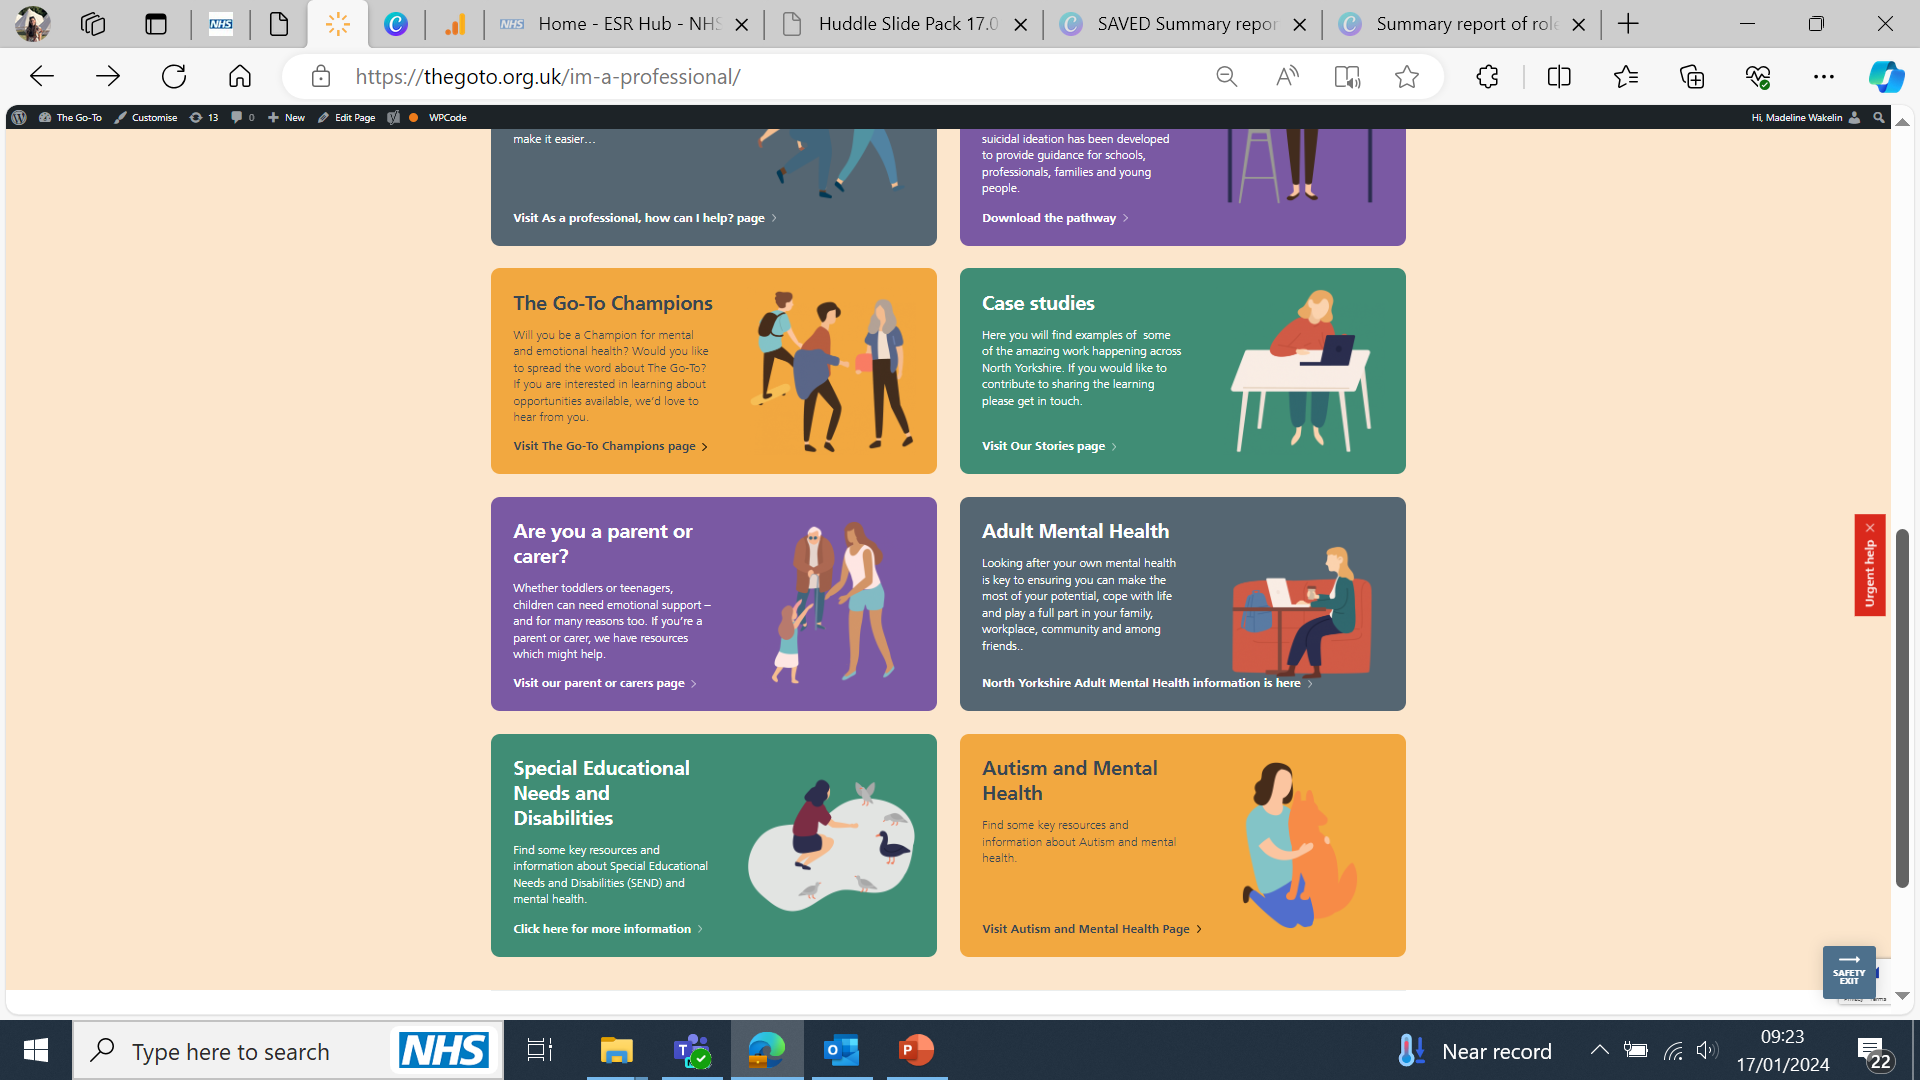 NHS
NHS
Home - ESR Hub - NHS
Huddle Slide Pack 17.0
SAVED Summary repor
Summary report of role
https://thegoto.org.uk/im-a-professional/
The Go-To
Customise
13
0
New
Edit Page
WPCode
Hi, Madeline Wakelin
make it easier…
Visit As a professional, how can I help? page
suicidal ideation has been developed
to provide guidance for schools,
professionals, families and young
people.
Download the pathway
The Go-To Champions
Will you be a Champion for mental
and emotional health? Would you like
to spread the word about The Go-To?
If you are interested in learning about
opportunities available, we'd love to
hear from you.
Visit The Go-To Champions page
Case studies
Here you will find examples of some
of the amazing work happening across
North Yorkshire. If you would like to
contribute to sharing the learning
please get in touch.
Visit Our Stories page
Are you a parent or
carer?
Whether toddlers or teenagers,
children can need emotional support –
and for many reasons too. If you're a
parent or carer, we have resources
which might help.
Visit our parent or carers page
Adult Mental Health
Looking after your own mental health
is key to ensuring you can make the
most of your potential, cope with life
and play a full part in your family,
workplace, community and among
friends..
North Yorkshire Adult Mental Health information is here
Urgent help
Special Educational
Needs and
Disabilities
Find some key resources and
information about Special Educational
Needs and Disabilities (SEND) and
mental health.
Click here for more information
Autism and Mental
Health
Find some key resources and
information about Autism and mental
health.
Visit Autism and Mental Health Page
SAFETY
EXIT
Type here to search
NHS
Near record
09:23
17/01/2024
22